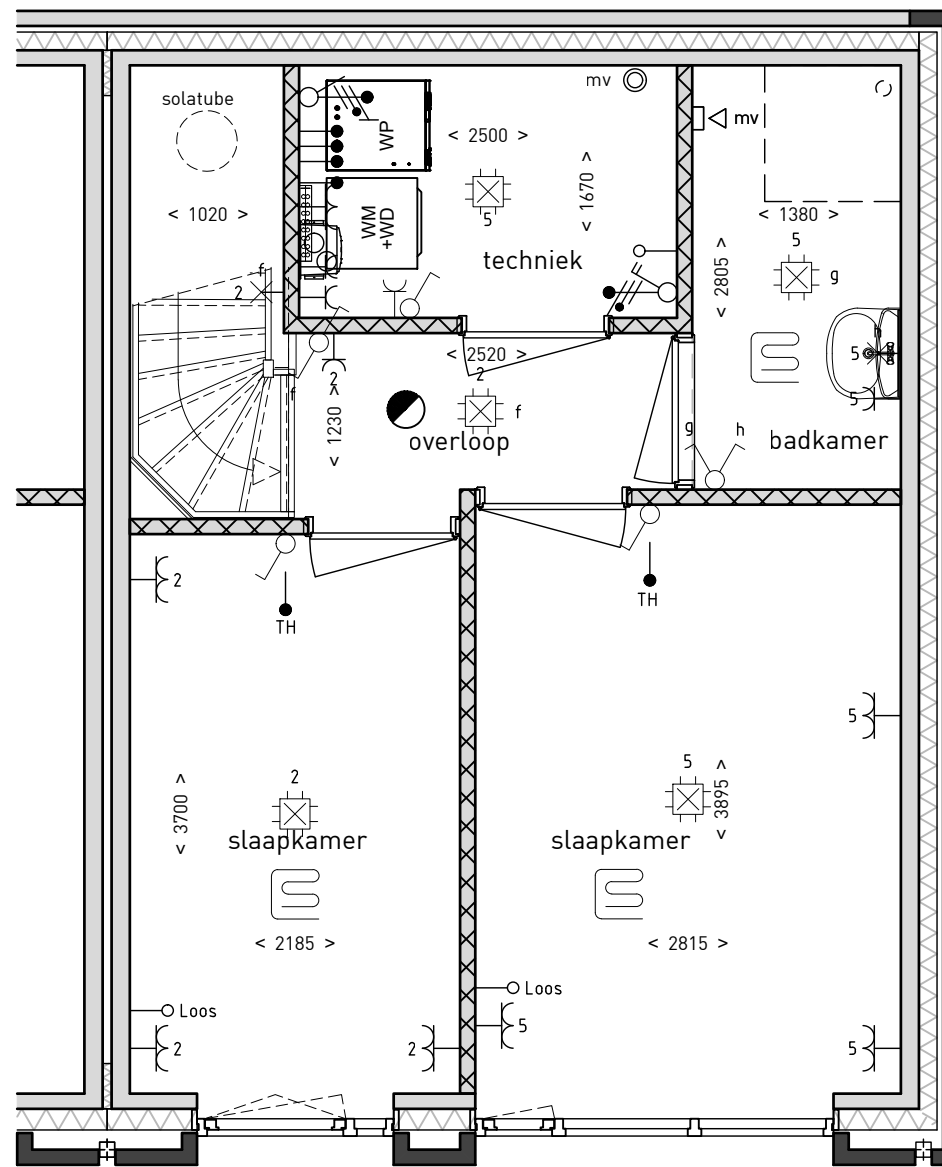 solatube
mv
WP
< 2500 >
mv
< 1020 >
WM
+WD
5
< 1670 >
< 1380 >
techniek
5
g
< 2805 >
f
2
< 2520 >
2
2
f
f
< 1230 >
overloop
5
5
g
h
badkamer
2
TH
TH
5
2
5
< 3700 >
< 3895 >
slaapkamer
slaapkamer
< 2185 >
< 2815 >
Loos
Loos
2
2
5
5